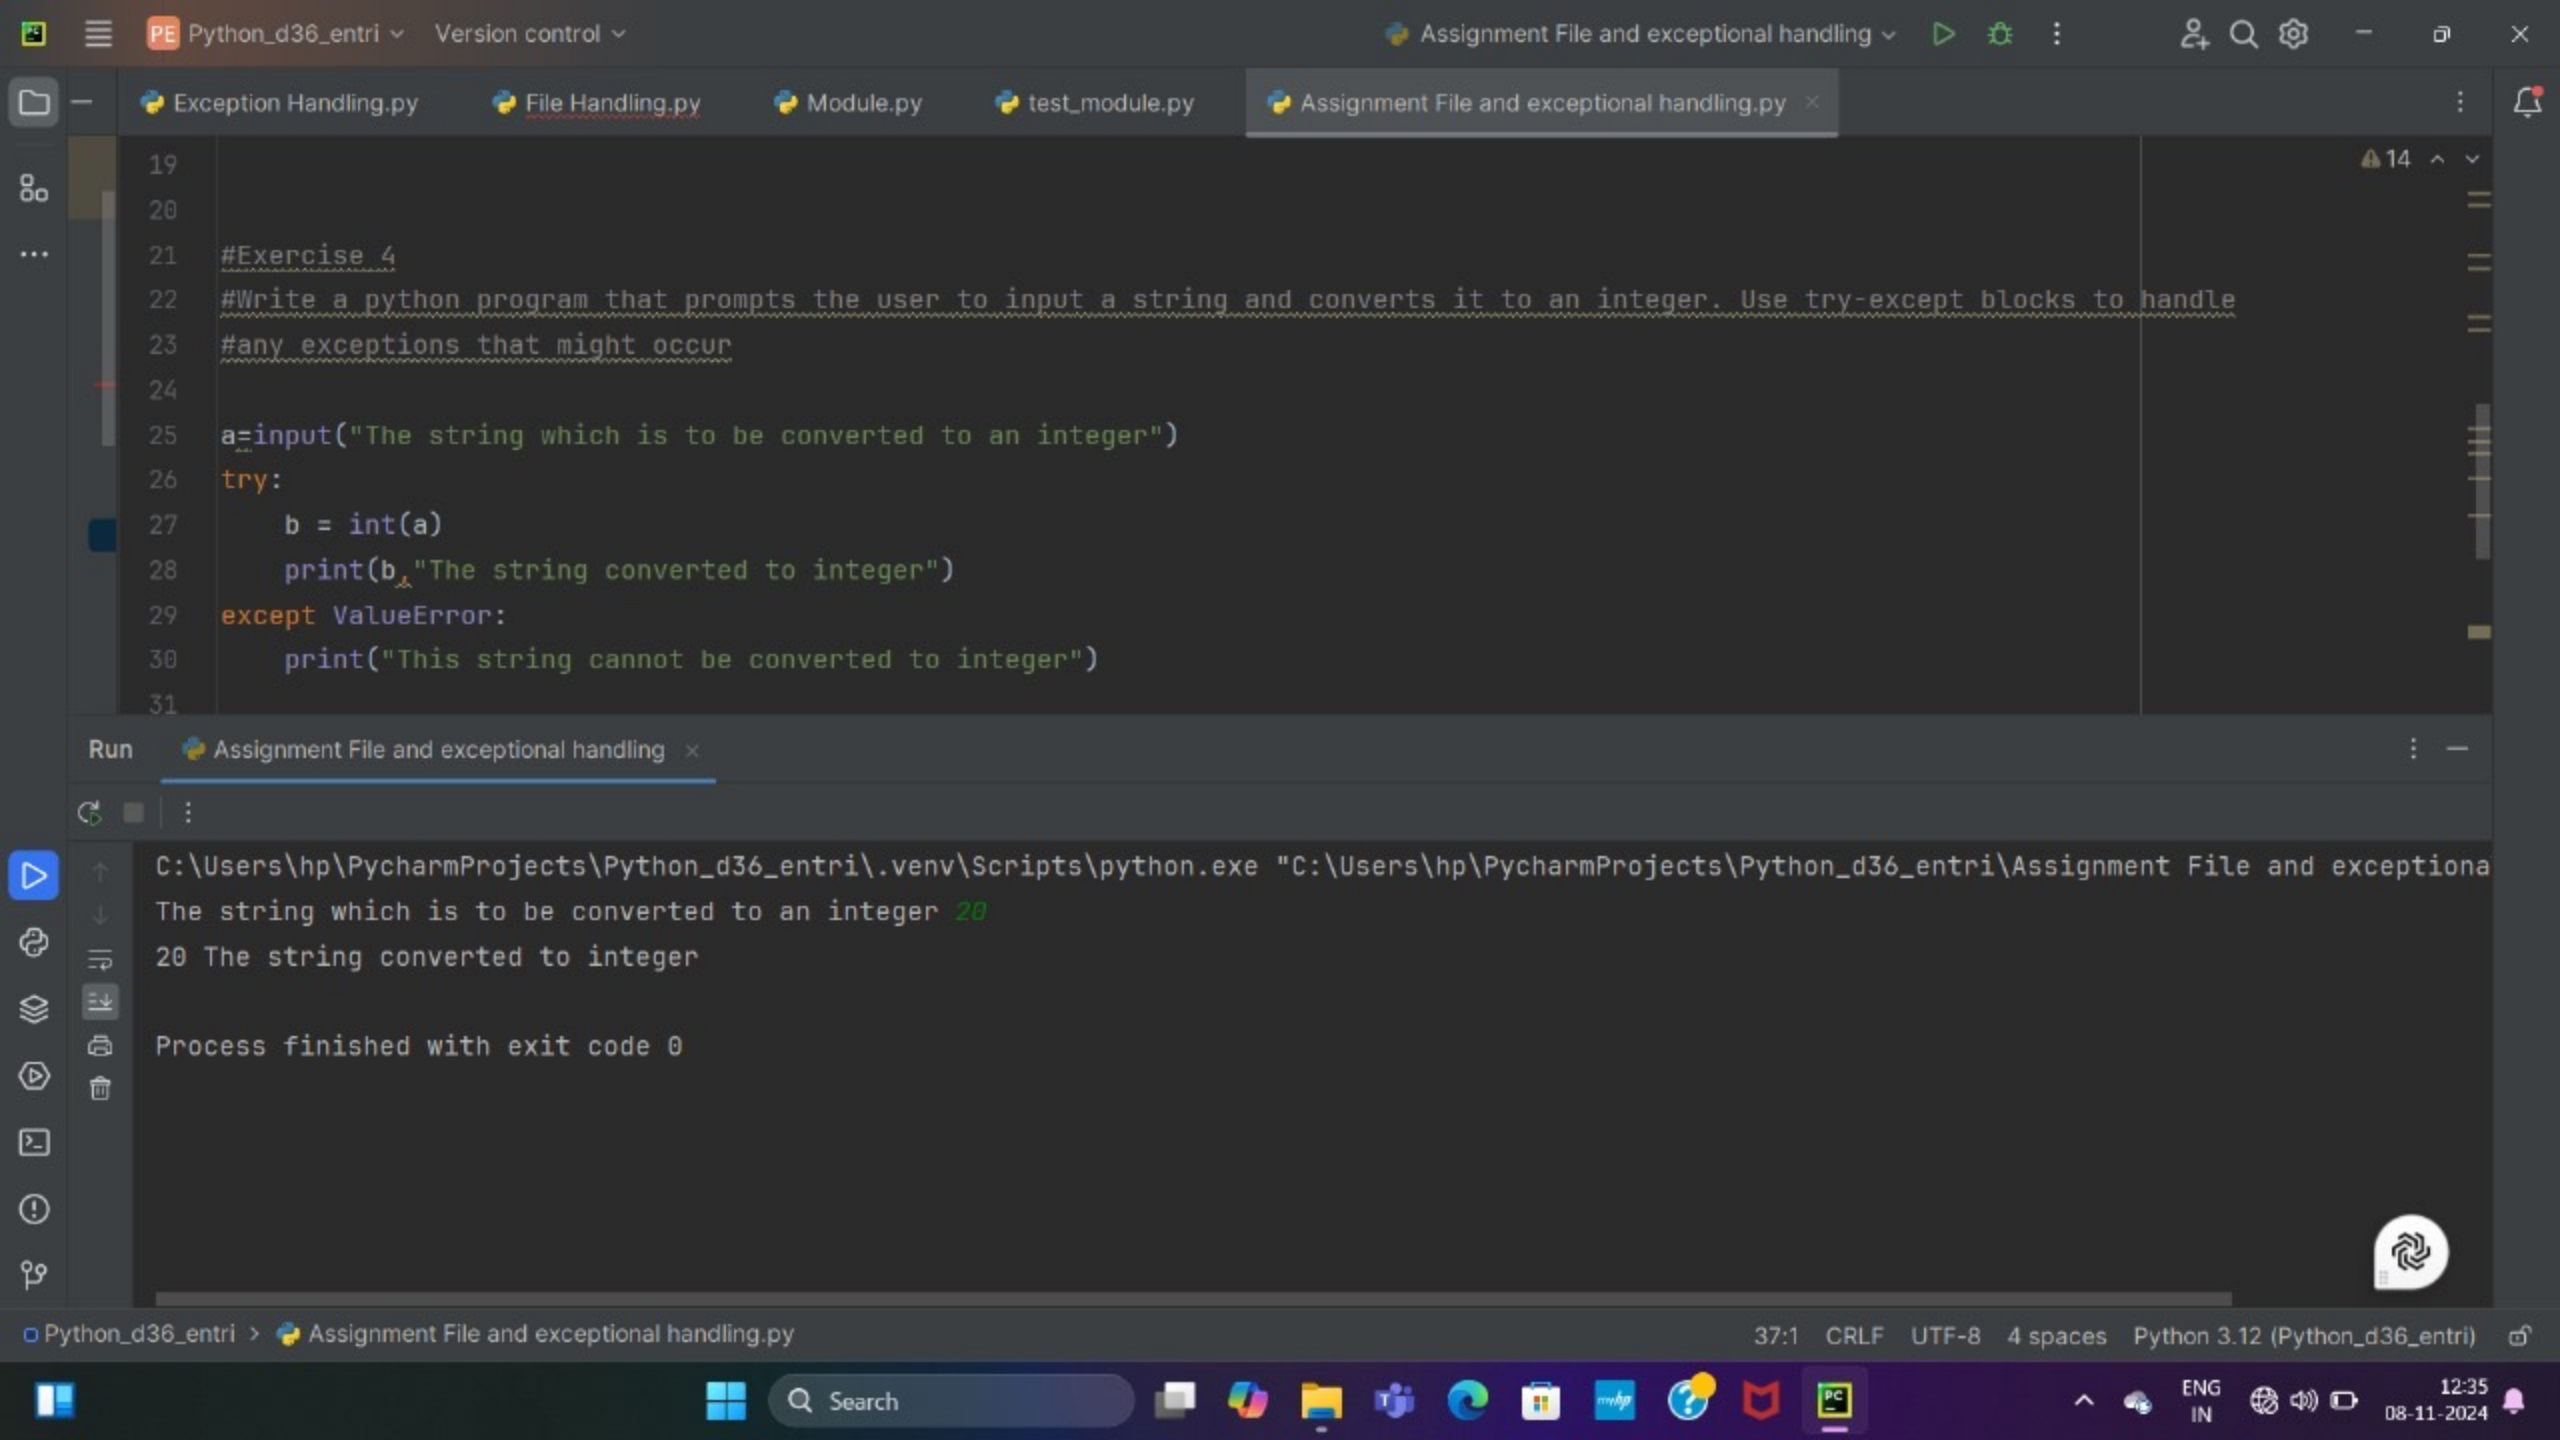 PE Python_d36_entri Version control Assignment File and exceptional handling
Exception Handling.py File Handling.py Module.py test_module.py Assignment File and exceptional handling.py
14
19
20
21 #Exercise 4
22 #Write a python program that prompts the user to input a string and converts it to an integer. Use try-except blocks to handle
23 #any exceptions that might occur
24
25 a=input("The string which is to be converted to an integer")
26 try:
27 b = int(a)
28 print(b,"The string converted to integer")
29 except ValueError:
30 print("This string cannot be converted to integer")
31
Run Assignment File and exceptional handling
C:\Users\hp\PycharmProjects\Python_d36_entri\.venv\Scripts\python.exe "C:\Users\hp\PycharmProjects\Python_d36_entri\Assignment File and exceptiona
The string which is to be converted to an integer 20
20 The string converted to integer
Process finished with exit code 0
Python_d36_entri > Assignment File and exceptional handling.py 37:1 CRLF UTF-8 4 spaces Python 3.12 (Python_d36_entri)
Search myhp PC ENG 12:35
IN 08-11-2024